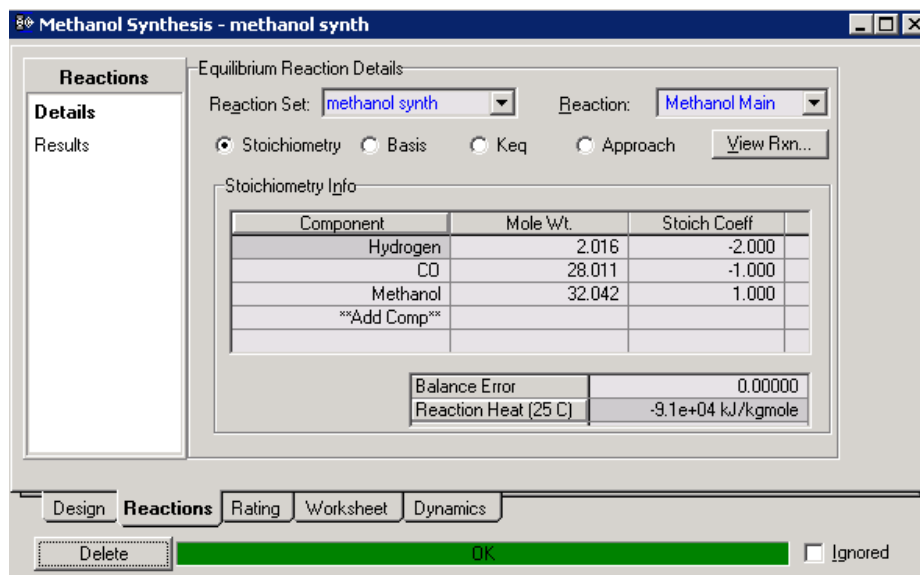 Methanol Synthesis - methanol synth
Reactions
Details
Results
Equilibrium Reaction Details
Reaction Set: methanol synth Reaction: Methanol Main
Stoichiometry Basis Keq Approach View Rxn...
Stoichiometry Info
Component Mole Wt. Stoich Coeff
Hydrogen 2.016 -2.000
CO 28.011 -1.000
Methanol 32.042 1.000
**Add Comp**
Balance Error 0.00000
Reaction Heat (25 C) -9.1e+04 kJ/kgmole
Design Reactions Rating Worksheet Dynamics
Delete OK Ignored